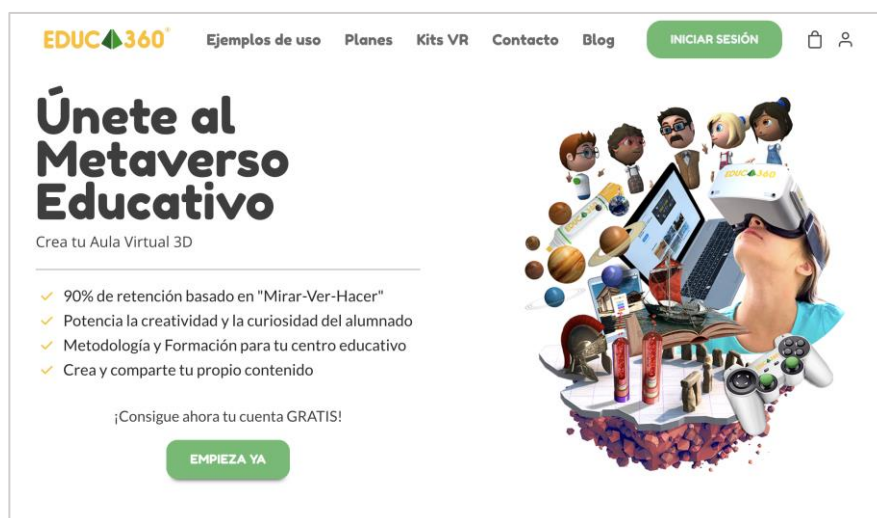 EDUCA360
Ejemplos de uso Planes Kits VR Contacto Blog INICIAR SESIÓN
Únete al
Metaverso
Educativo
Crea tu Aula Virtual 3D
90% de retención basado en "Mirar-Ver-Hacer"
Potencia la creatividad y la curiosidad del alumnado
Metodología y Formación para tu centro educativo
Crea y comparte tu propio contenido
¡Consigue ahora tu cuenta GRATIS!
EMPIEZA YA
EDUCA360
EDUCA360